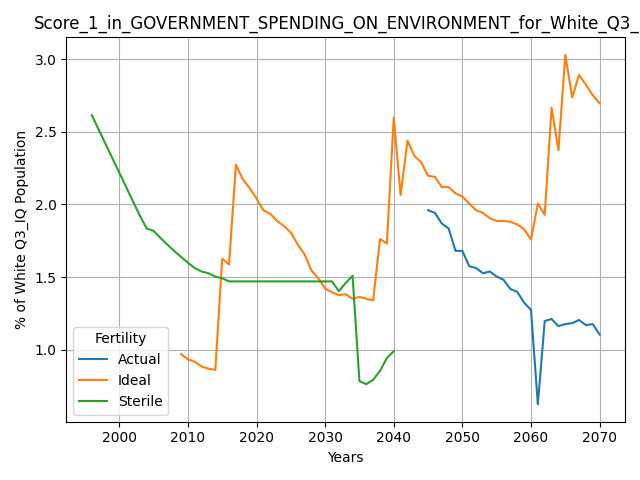 Score_1_in_GOVERNMENT_SPENDING_ON_ENVIRONMENT_for_White_Q3_
% of White Q3_IQ Population
3.0
2.5
2.0
1.5
1.0
Fertility
Actual
Ideal
Sterile
2000 2010 2020 2030 2040 2050 2060 2070
Years